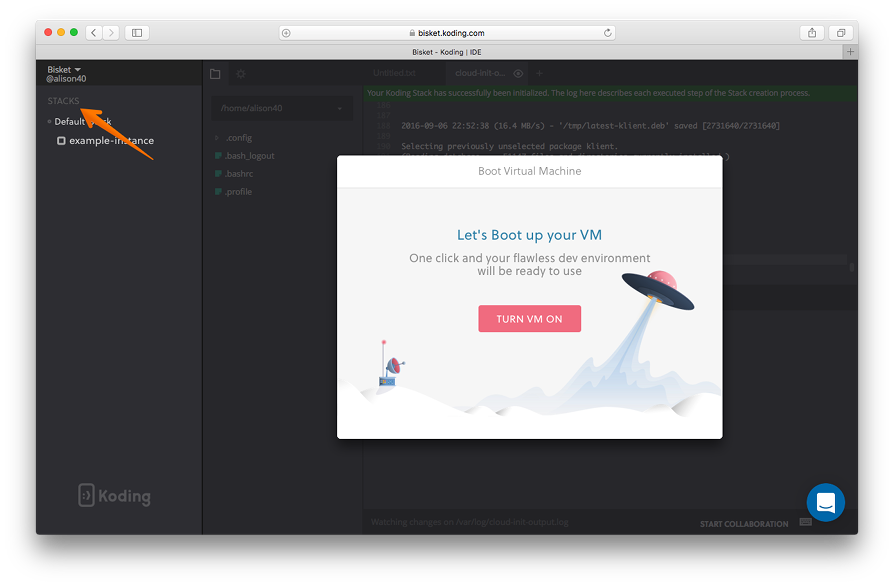 bisket.koding.com
Bisket - Koding | IDE
Bisket
@alison40
STACKS
Default
example-instance
Koding
/home/alison40
.config
.bash_logout
.bashrc
.profile
Untitled.txt
cloud-init-o...
Your Koding Stack has successfully been initialized. The log here describes each executed step of the Stack creation process.
186
187
188 2016-09-06 22:52:38 (16.4 MB/s) - '/tmp/latest-klient.deb' saved [2731640/2731640]
189
190 Selecting previously unselected package klient.
Boot Virtual Machine
Let's Boot up your VM
One click and your flawless dev environment
will be ready to use
TURN VM ON
Watching changes on /var/log/cloud-init-output.log
START COLLABORATION